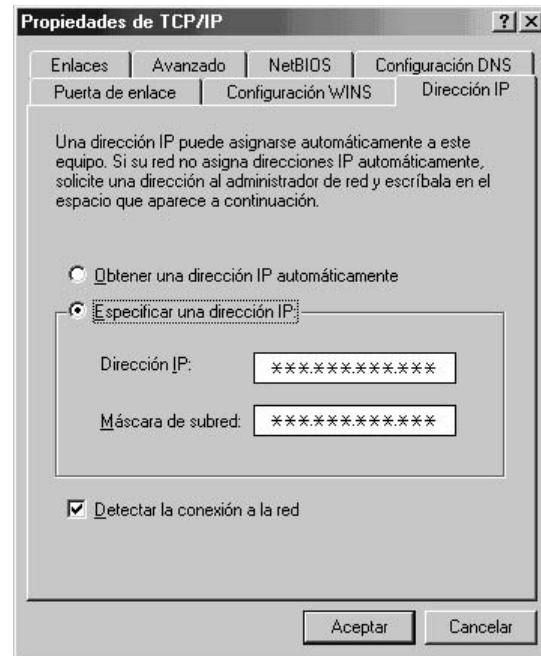 Propiedades de TCP/IP
Enlaces Avanzado NetBIOS Configuración DNS
Puerta de enlace Configuración WINS Dirección IP
Una dirección IP puede asignarse automáticamente a este
equipo. Si su red no asigna direcciones IP automáticamente,
solicite una dirección al administrador de red y escríbala en el
espacio que aparece a continuación.
Obtener una dirección IP automáticamente
Especificar una dirección IP:
Dirección IP: ***.***.***.***
Máscara de subred: ***.***.***.***
Detectar la conexión a la red
Aceptar Cancelar